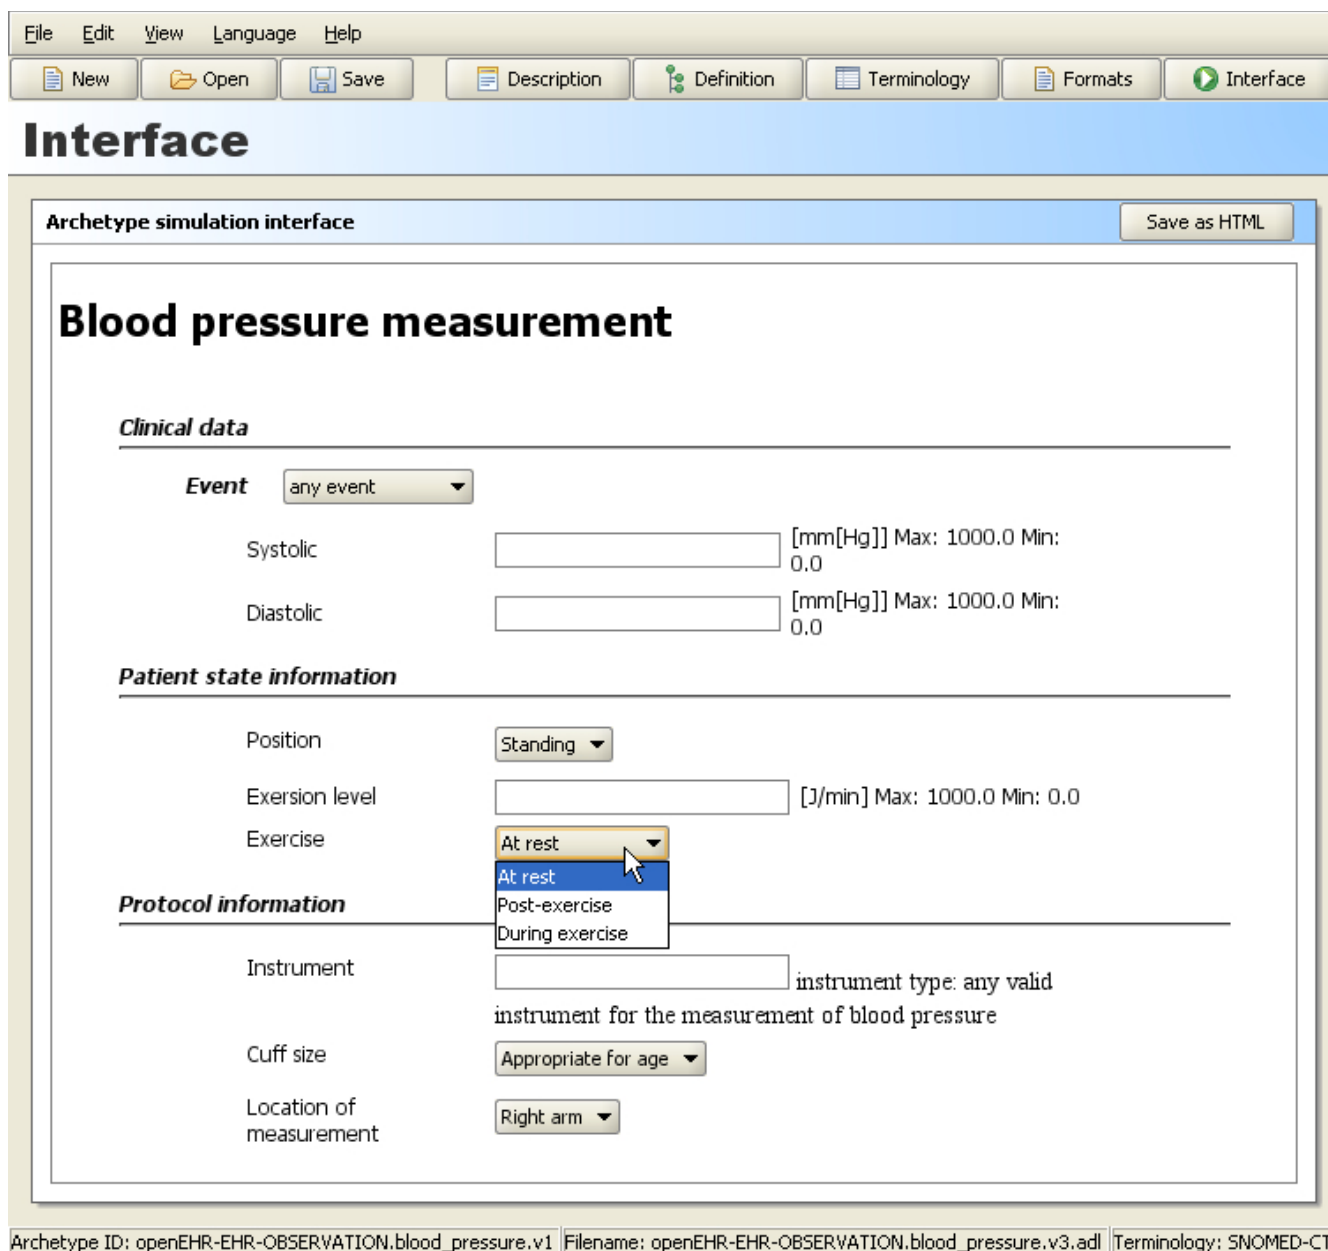 File Edit View Language Help
New Open Save Description Definition Terminology Formats Interface
Interface
Archetype simulation interface Save as HTML
Blood pressure measurement
Clinical data
Event any event
Systolic [mm[Hg]] Max: 1000.0 Min:
0.0
Diastolic [mm[Hg]] Max: 1000.0 Min:
0.0
Patient state information
Position Standing
Exersion level [J/min] Max: 1000.0 Min: 0.0
Exercise At rest
At rest
Post-exercise
During exercise
Protocol information
Instrument instrument type: any valid
instrument for the measurement of blood pressure
Cuff size Appropriate for age
Location of
measurement Right arm
Archetype ID: openEHR-EHR-OBSERVATION.blood_pressure.v1 Filename: openEHR-EHR-OBSERVATION.blood_pressure.v3.adl Terminology: SNOMED-CT